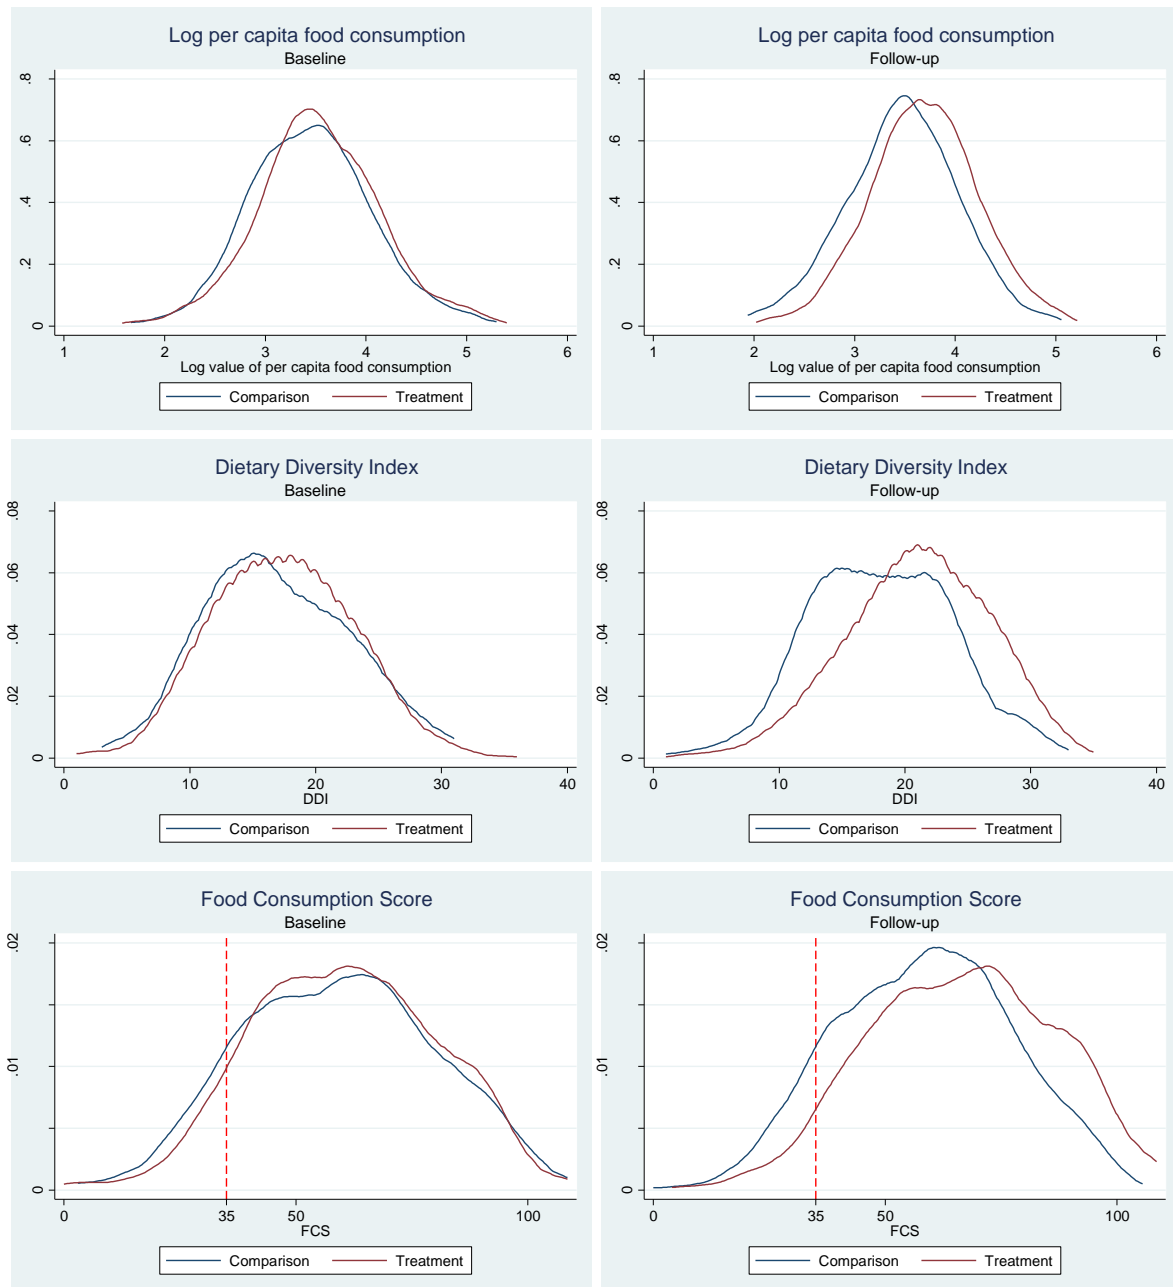 Log per capita food consumption
Baseline
0 .2 .4 .6 .8
1 2 3 4 5 6
Log value of per capita food consumption
Comparison Treatment
Log per capita food consumption
Follow-up
0 .2 .4 .6 .8
1 2 3 4 5 6
Log value of per capita food consumption
Comparison Treatment
Dietary Diversity Index
Baseline
0 .02 .04 .06 .08
0 10 20 30 40
DDI
Comparison Treatment
Dietary Diversity Index
Follow-up
0 .02 .04 .06 .08
0 10 20 30 40
DDI
Comparison Treatment
Food Consumption Score
Baseline
0 .01 .02
0 35 50 100
FCS
Comparison Treatment
Food Consumption Score
Follow-up
0 .01 .02
0 35 50 100
FCS
Comparison Treatment